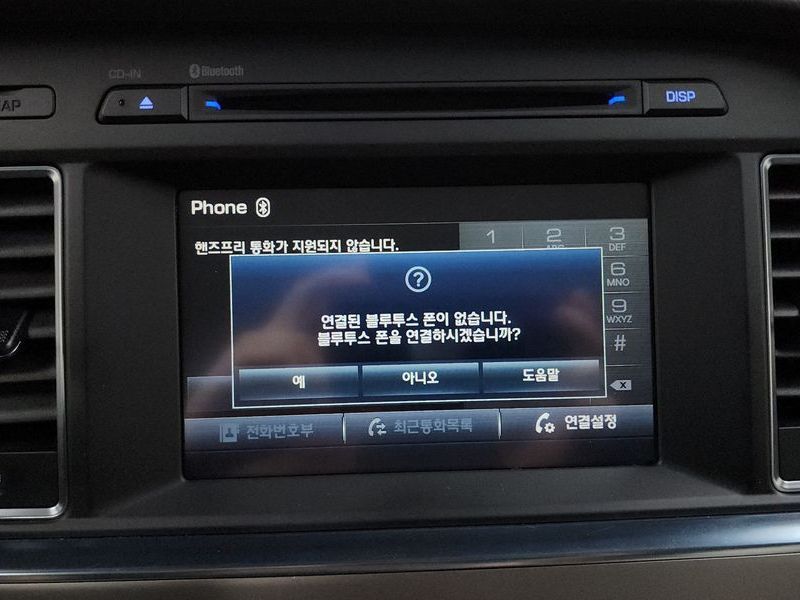 CD-IN Bluetooth
AP
DISP
Phone
핸즈프리 통화가 지원되지 않습니다.
1 2 3
DEF
연결된 블루투스 폰이 없습니다.
블루투스 폰을 연결하시겠습니까?
6
MNO
9
WXYZ
#
예 아니오 도움말
전화번호부 최근통화목록 연결설정